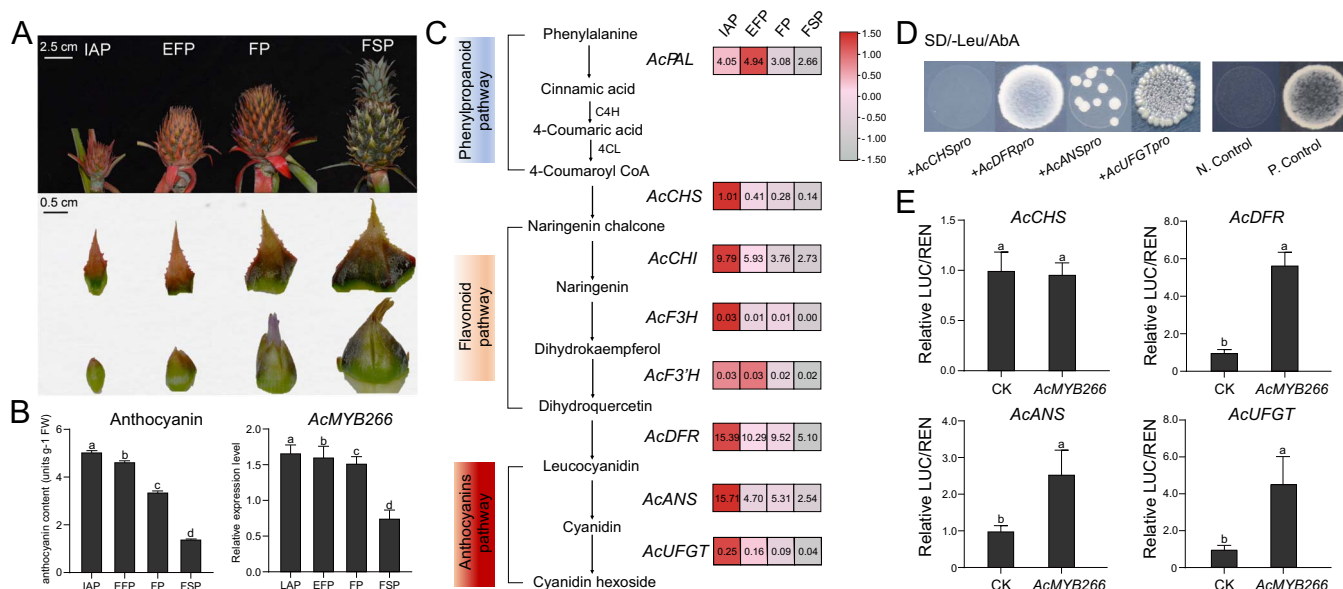 A
2.5 cm
IAP EFP FP FSP
0.5 cm
B
Anthocyanin
anthocyanin content (units g-1 FW)
6
4
2
0
a
b
c
d
IAP EFP FP FSP
AcMYB266
Relative expression level
2.0
1.5
1.0
0.5
0.0
a
b
c
d
LAP EFP FP FSP
C
Phenylpropanoid
pathway
Flavonoid
pathway
Anthocyanins
pathway
Phenylalanine
Cinnamic acid
C4H
4-Coumaric acid
4CL
4-Coumaroyl CoA
Naringenin chalcone
Naringenin
Dihydrokaempferol
Dihydroquercetin
Leucocyanidin
Cyanidin
Cyanidin hexoside
IAP EFP FP FSP
AcPAL 4.05 4.94 3.08 2.66
AcCHS 1.01 0.41 0.28 0.14
AcCHI 9.79 5.93 3.76 2.73
AcF3H 0.03 0.01 0.01 0.00
AcF3'H 0.03 0.03 0.02 0.02
AcDFR 15.39 10.29 9.52 5.10
AcANS 15.71 4.70 5.31 2.54
AcUFGT 0.25 0.16 0.09 0.04
1.50
1.00
0.50
0.00
- 0.50
- 1.00
- 1.50
D
SD/-Leu/AbA
+AcCHSpro
+AcDFRpro
+AcANSpro
+AcUFGTpro
N. Control
P. Control
E
AcCHS
Relative LUC/REN
1.5
1.0
0.5
0.0
a
a
CK AcMYB266
AcDFR
Relative LUC/REN
8.0
6.0
4.0
2.0
0.0
b
a
CK AcMYB266
AcANS
Relative LUC/REN
4.0
3.0
2.0
1.0
0.0
b
a
CK AcMYB266
AcUFGT
Relative LUC/REN
8.0
6.0
4.0
2.0
0.0
b
a
CK AcMYB266